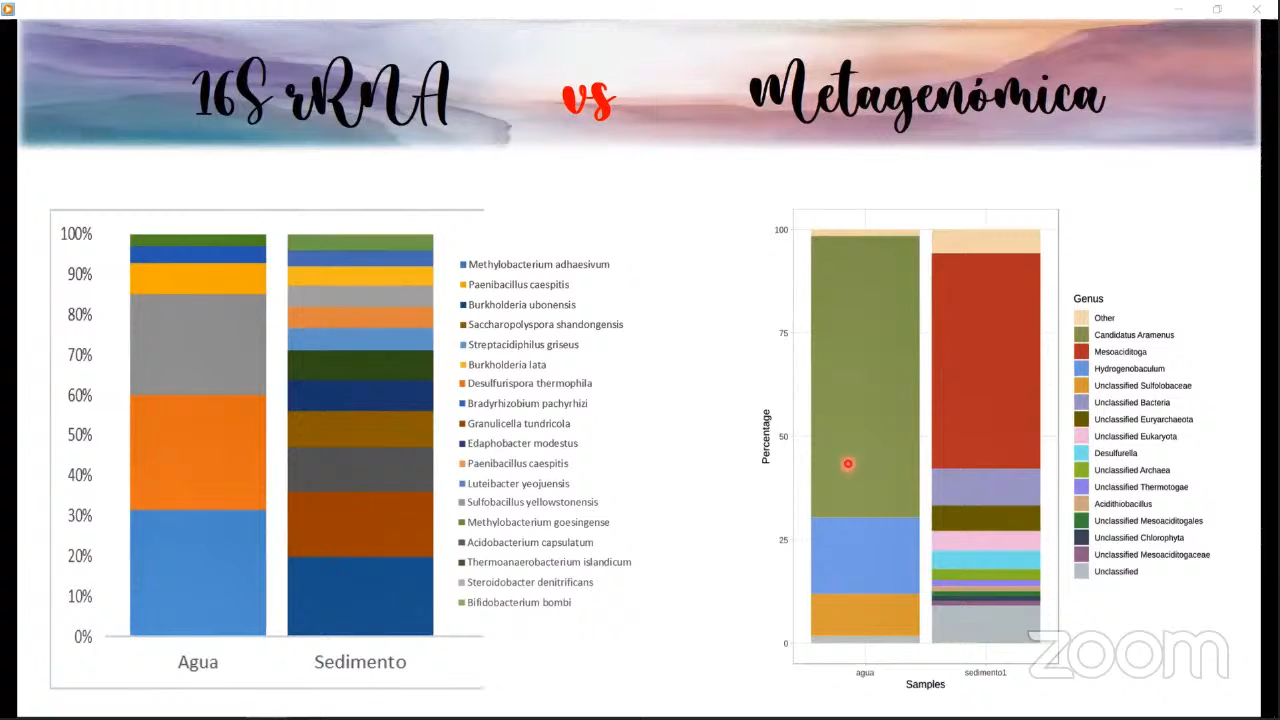 16S rRNA vs Metagenómica
100%
90%
80%
70%
60%
50%
40%
30%
20%
10%
0%
Agua Sedimento
Methylobacterium adhaesivum
Paenibacillus caespitis
Burkholderia ubonensis
Saccharopolyspora shandongensis
Streptacidiphilus griseus
Burkholderia lata
Desulfurispora thermophila
Bradyrhizobium pachyrhizi
Granulicella tundricola
Edaphobacter modestus
Paenibacillus caespitis
Luteibacter yeojuensis
Sulfobacillus yellowstonensis
Methylobacterium goesingense
Acidobacterium capsulatum
Thermoanaerobacterium islandicum
Steroidobacter denitrificans
Bifidobacterium bombi
Percentage
100
75
50
25
0
agua sedimento1
Samples
Genus
Other
Candidatus Aramenus
Mesoaciditoga
Hydrogenobaculum
Unclassified Sulfolobaceae
Unclassified Bacteria
Unclassified Euryarchaeota
Unclassified Eukaryota
Desulfurella
Unclassified Archaea
Unclassified Thermotogae
Acidithiobacillus
Unclassified Mesoaciditogales
Unclassified Chlorophyta
Unclassified Mesoaciditogaceae
Unclassified
zoom